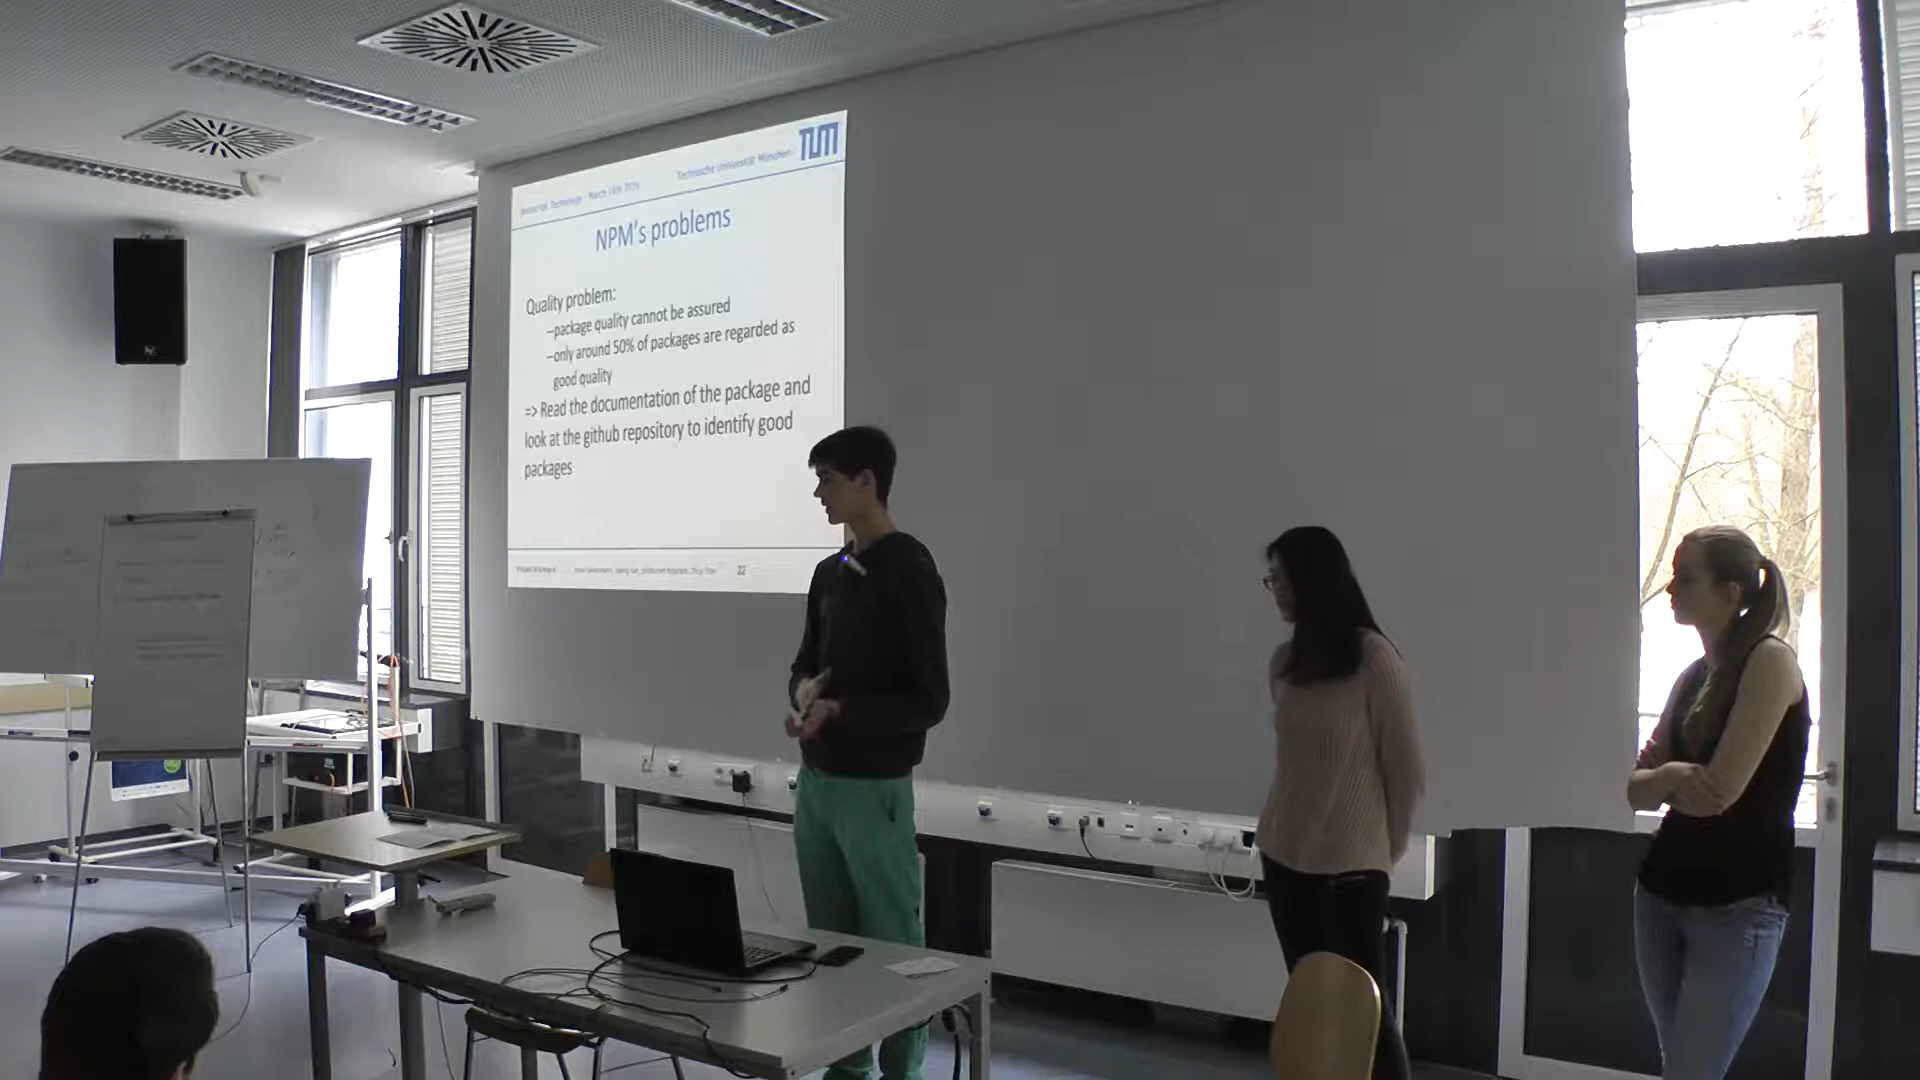 Javascript Technology - March 14th 2016
Technische Universität München
TUM
NPM's problems
Quality problem:
–package quality cannot be assured
–only around 50% of packages are regarded as
good quality
=> Read the documentation of the package and
look at the github repository to identify good
packages
22